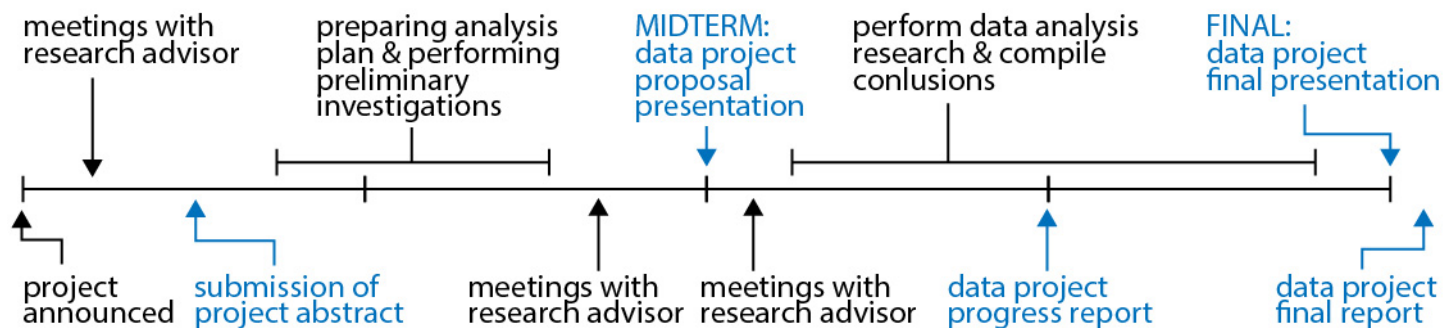 meetings with
research advisor
preparing analysis
plan & performing
preliminary
investigations
MIDTERM:
data project
proposal
presentation
perform data analysis
research & compile
conlusions
FINAL:
data project
final presentation
project
announced
submission of
project abstract
meetings with
research advisor
meetings with
research advisor
data project
progress report
data project
final report